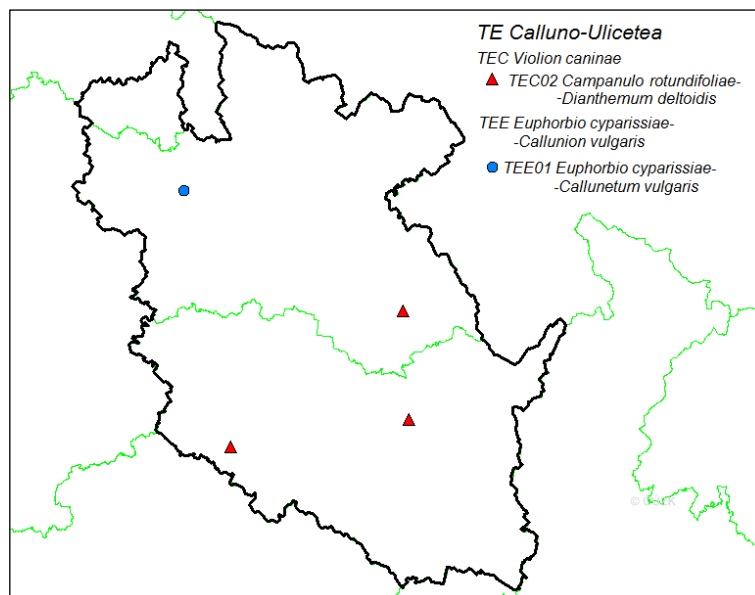 TE Calluno-Ulicetea
TEC Violion caninae
TEC02 Campanulo rotundifoliae-
-Dianthemum deltoidis
TEE Euphorbio cyparissiae-
-Callunion vulgaris
TEE01 Euphorbio cyparissiae-
-Callunetum vulgaris